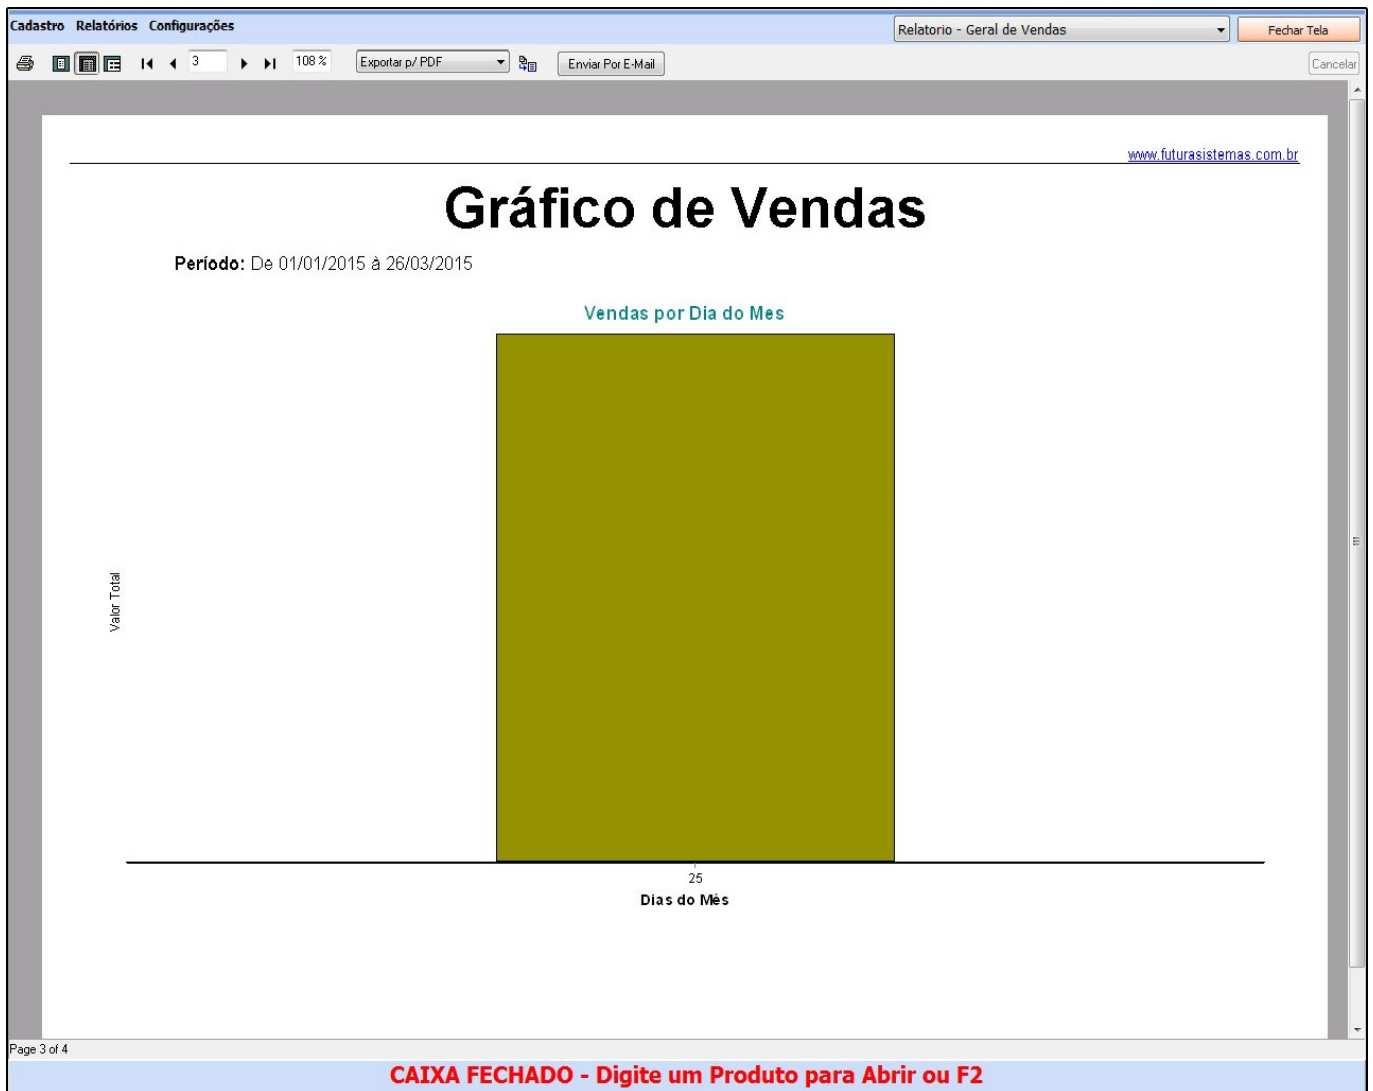 Cadastro Relatórios Configurações
Relatorio - Geral de Vendas
Fechar Tela
3
108 %
Exportar p/ PDF
Enviar Por E-Mail
Cancelar
www.futurasistemas.com.br
Gráfico de Vendas
Período: De 01/01/2015 à 26/03/2015
Vendas por Dia do Mes
Valor Total
25
Dias do Mês
Page 3 of 4
CAIXA FECHADO - Digite um Produto para Abrir ou F2